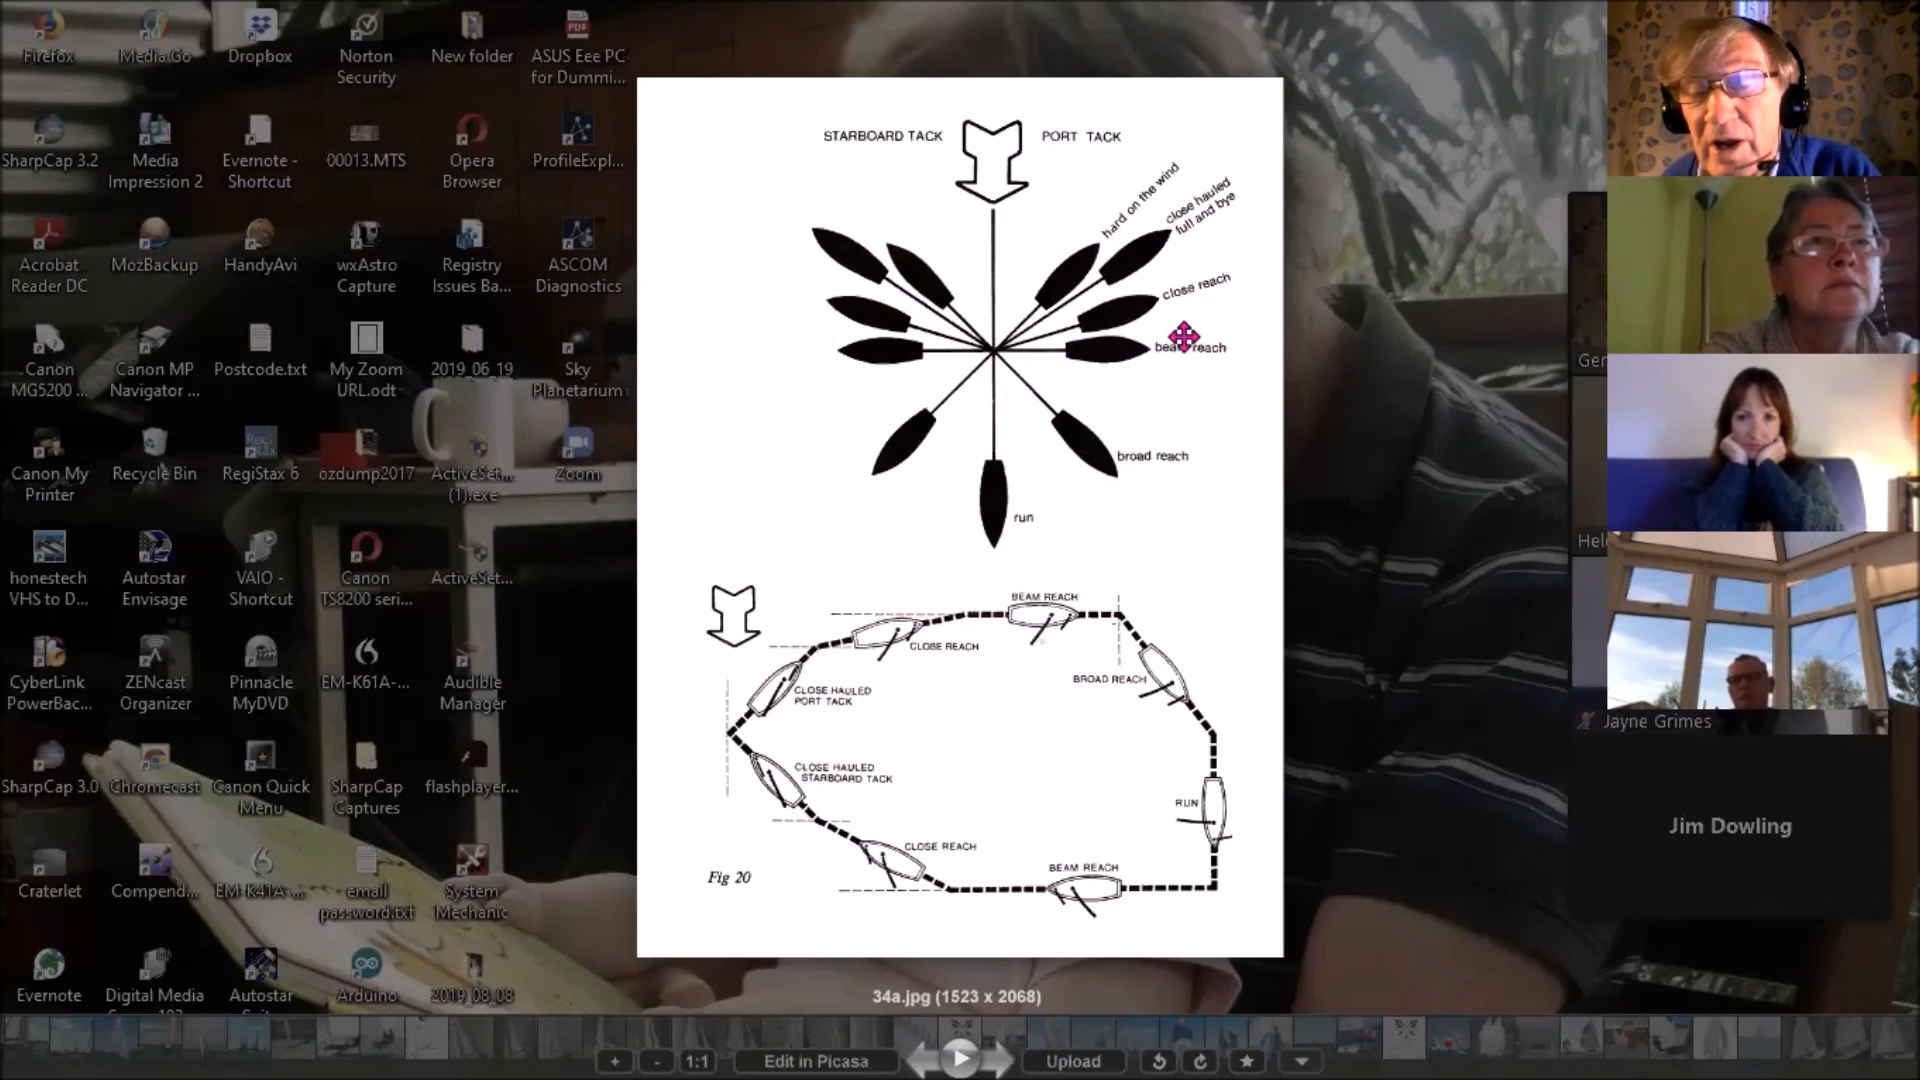 Firefox
Media Go
Dropbox
Norton
Security
New folder
ASUS Eee PC
for Dummi...
SharpCap 3.2
Media
Impression 2
Evernote -
Shortcut
00013.MTS
Opera
Browser
ProfileExpl...
Acrobat
Reader DC
MozBackup
HandyAvi
wxAstro
Capture
Registry
Issues Ba...
ASCOM
Diagnostics
Canon
MG5200 ...
Canon MP
Navigator ...
Postcode.txt
My Zoom
URL.odt
2019_06_19
Sky
Planetarium
Canon My
Printer
Recycle Bin
RegiStax 6
ozdump2017
ActiveSet...
(1).exe
Zoom
honestech
VHS to D...
Autostar
Envisage
VAIO -
Shortcut
Canon
TS8200 seri...
ActiveSet...
CyberLink
PowerBac...
ZENcast
Organizer
Pinnacle
MyDVD
EM-K61A-...
Audible
Manager
SharpCap 3.0
Chromecast
Canon Quick
Menu
SharpCap
Captures
flashplayer...
Craterlet
Compend...
EM-K41A-...
email
password.txt
System
Mechanic
Evernote
Digital Media
Autostar
Arduino
2019_08_08
STARBOARD TACK
PORT TACK
hard on the wind
close hauled
full and bye
close reach
beam reach
broad reach
run
BEAM REACH
CLOSE REACH
CLOSE HAULED
PORT TACK
BROAD REACH
CLOSE HAULED
STARBOARD TACK
RUN
CLOSE REACH
BEAM REACH
Fig 20
34a.jpg (1523 x 2068)
+
-
1:1
Edit in Picasa
Upload
Jayne Grimes
Jim Dowling